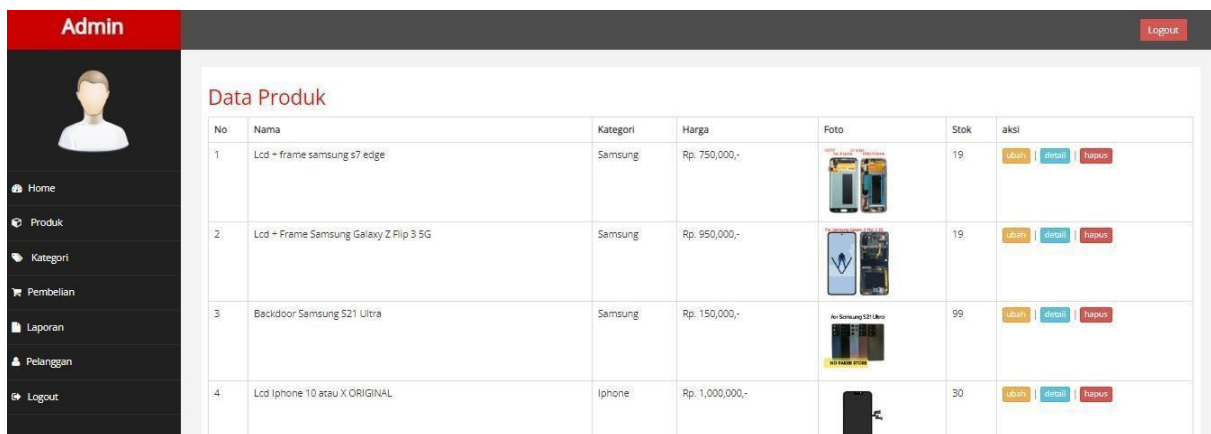 Admin
Logout
Home
Produk
Kategori
Pembelian
Laporan
Pelanggan
Logout
Data Produk
No Nama Kategori Harga Foto Stok aksi
1 Lcd + frame samsung s7 edge Samsung Rp. 750,000,- 19 ubah | detail | hapus
2 Lcd + Frame Samsung Galaxy Z Flip 3 5G Samsung Rp. 950,000,- 19 ubah | detail | hapus
3 Backdoor Samsung S21 Ultra Samsung Rp. 150,000,- 99 ubah | detail | hapus
for Samsung S21 Ultra
4 Lcd Iphone 10 atau X ORIGINAL Iphone Rp. 1,000,000,- 30 ubah | detail | hapus